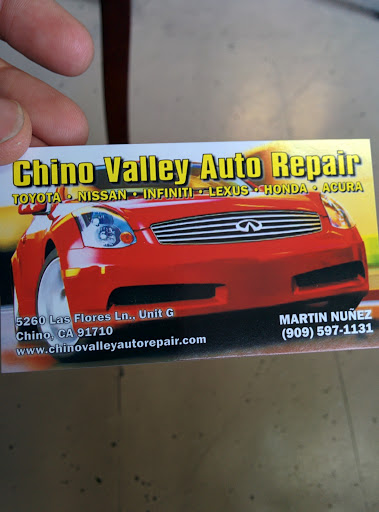 Chino Valley Auto Repair
TOYOTA • NISSAN • INFINITI • LEXUS • HONDA • ACURA
5260 Las Flores Ln., Unit G
Chino, CA 91710
www.chinovalleyautorepair.com
MARTIN NUÑEZ
(909) 597-1131